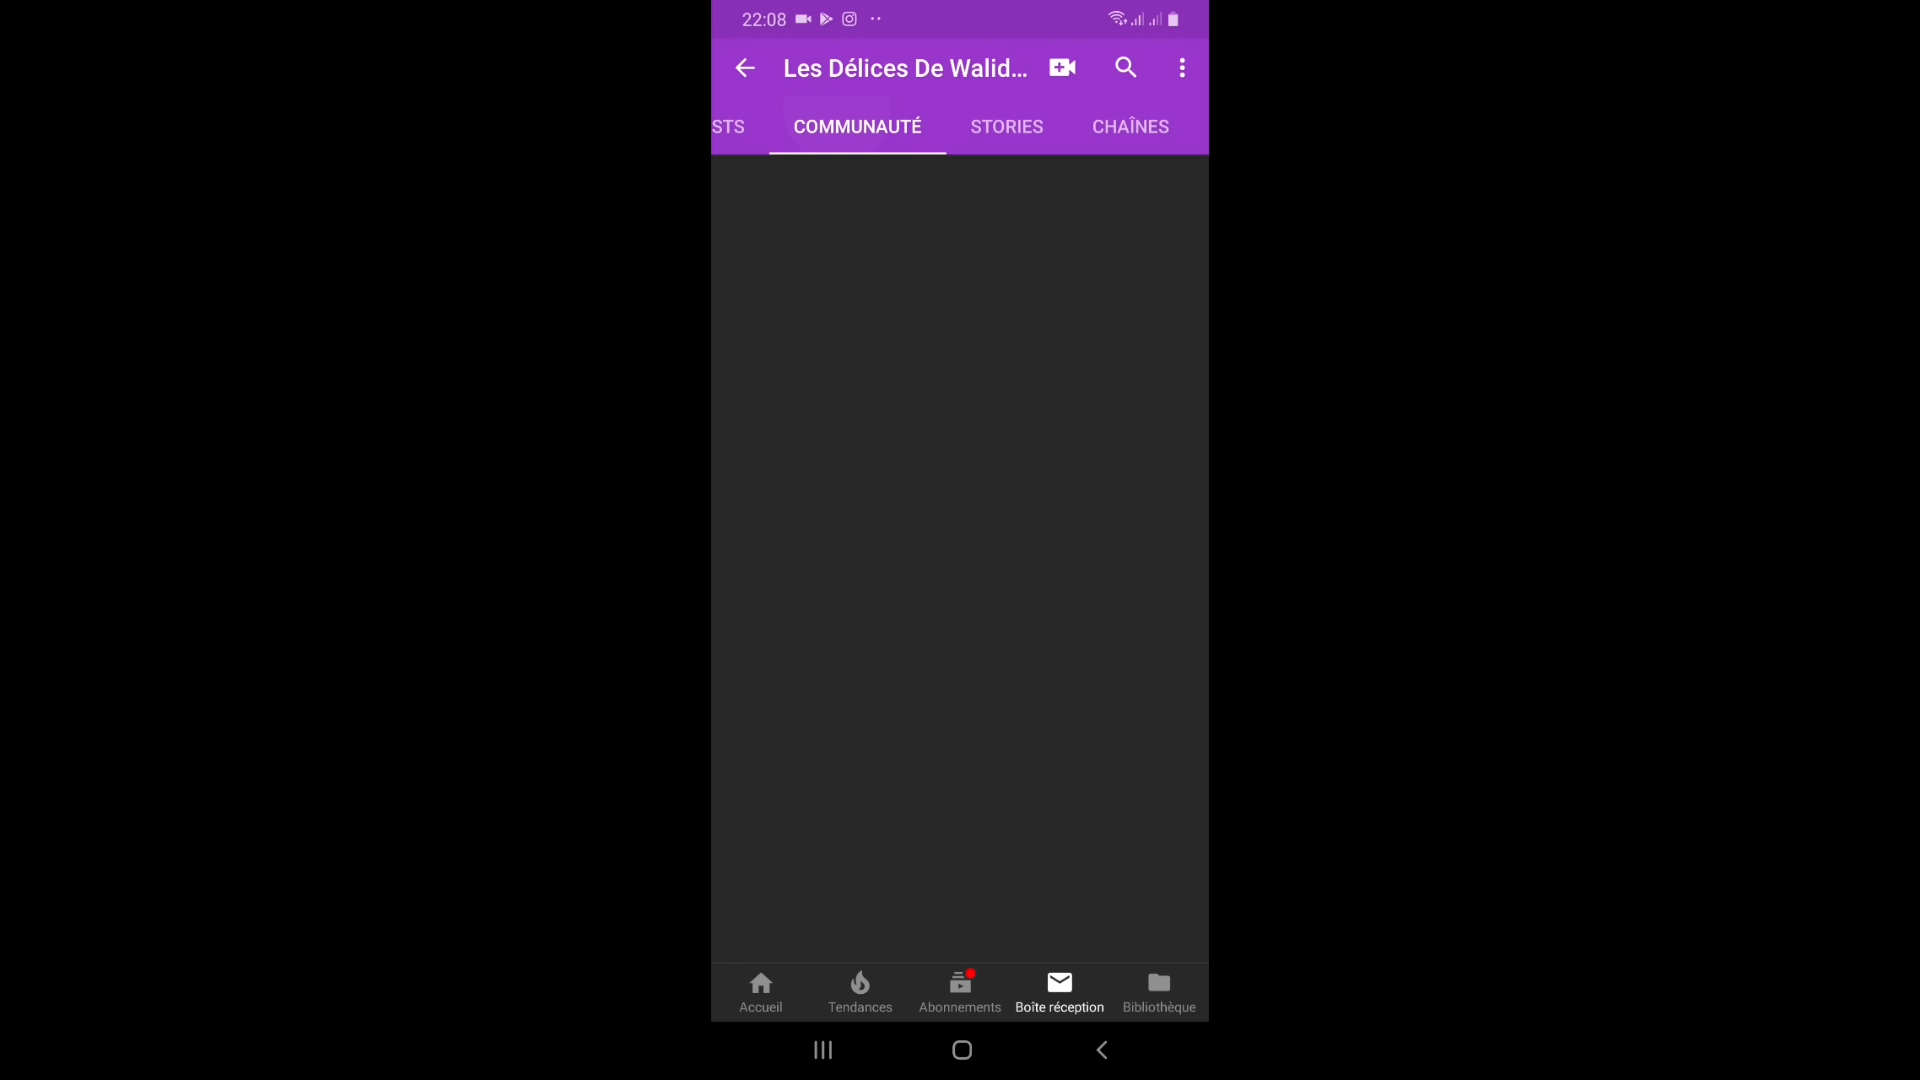 22:08
Les Délices De Walid...
STS COMMUNAUTÉ STORIES CHAÎNES
Accueil Tendances Abonnements Boîte réception Bibliothèque